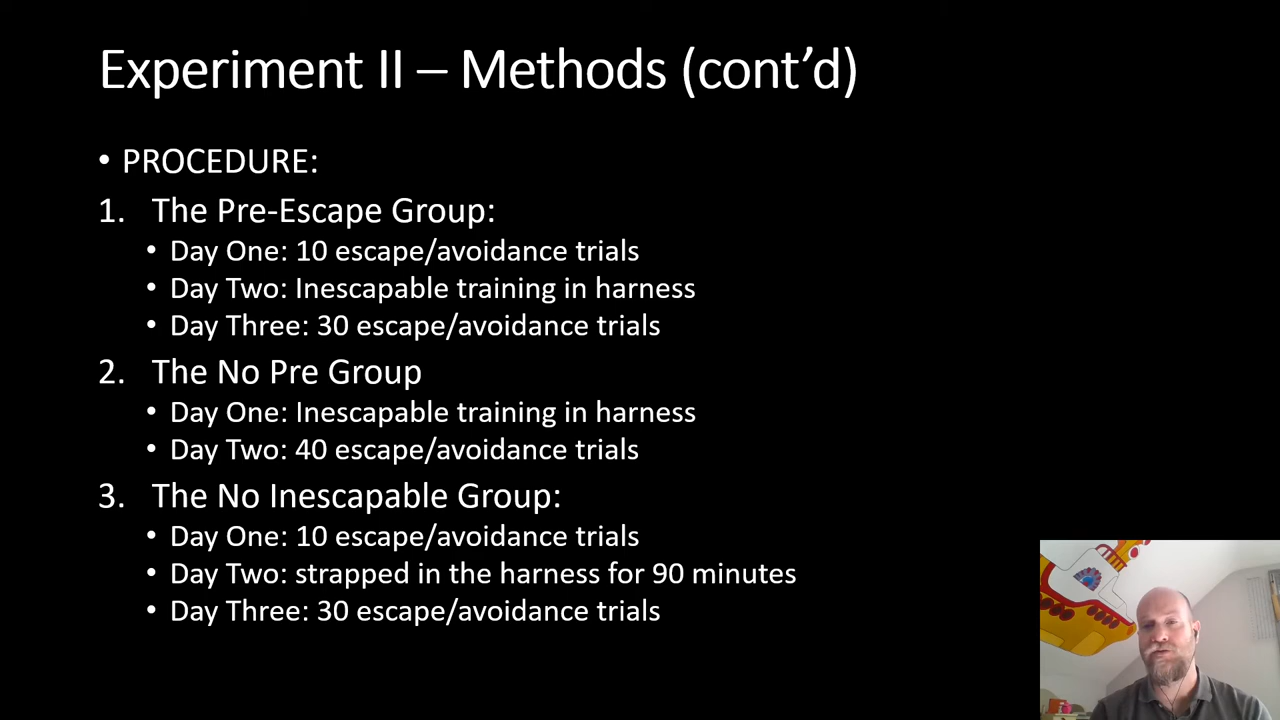 Experiment II – Methods (cont’d)
• PROCEDURE:
1. The Pre-Escape Group:
• Day One: 10 escape/avoidance trials
• Day Two: Inescapable training in harness
• Day Three: 30 escape/avoidance trials
2. The No Pre Group
• Day One: Inescapable training in harness
• Day Two: 40 escape/avoidance trials
3. The No Inescapable Group:
• Day One: 10 escape/avoidance trials
• Day Two: strapped in the harness for 90 minutes
• Day Three: 30 escape/avoidance trials